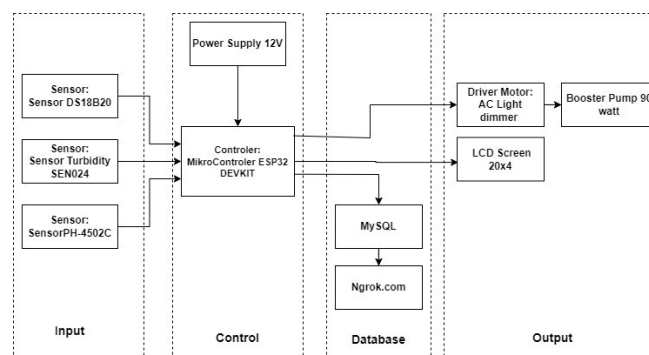 Power Supply 12V
Sensor:
Sensor DS18B20
Sensor:
Sensor Turbidity
SEN024
Sensor:
SensorPH-4502C
Controler:
MikroControler ESP32
DEVKIT
Driver Motor:
AC Light
dimmer
Booster Pump 90
watt
LCD Screen
20x4
MySQL
Ngrok.com
Input
Control
Database
Output